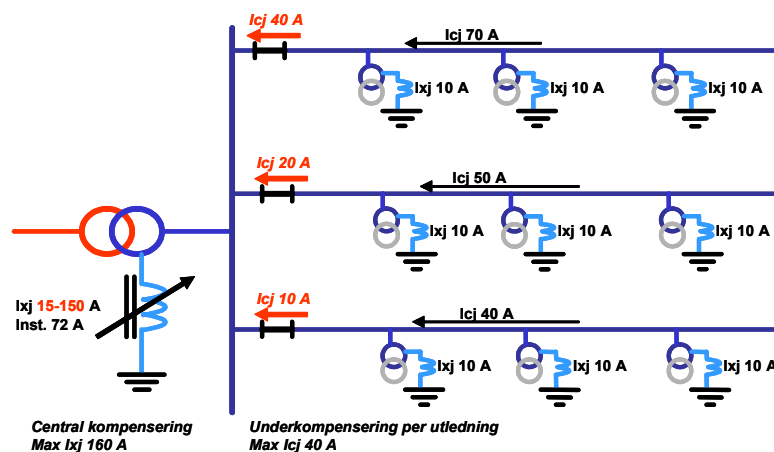 Icj 40 A
Icj 70 A
Ixj 10 A
Ixj 10 A
Ixj 10 A
Icj 20 A
Icj 50 A
Ixj 10 A
Ixj 10 A
Ixj 10 A
Ixj 15-150 A
Inst. 72 A
Icj 10 A
Icj 40 A
Ixj 10 A
Ixj 10 A
Ixj 10 A
Central kompensering
Max Ixj 160 A
Underkompensering per utledning
Max Icj 40 A